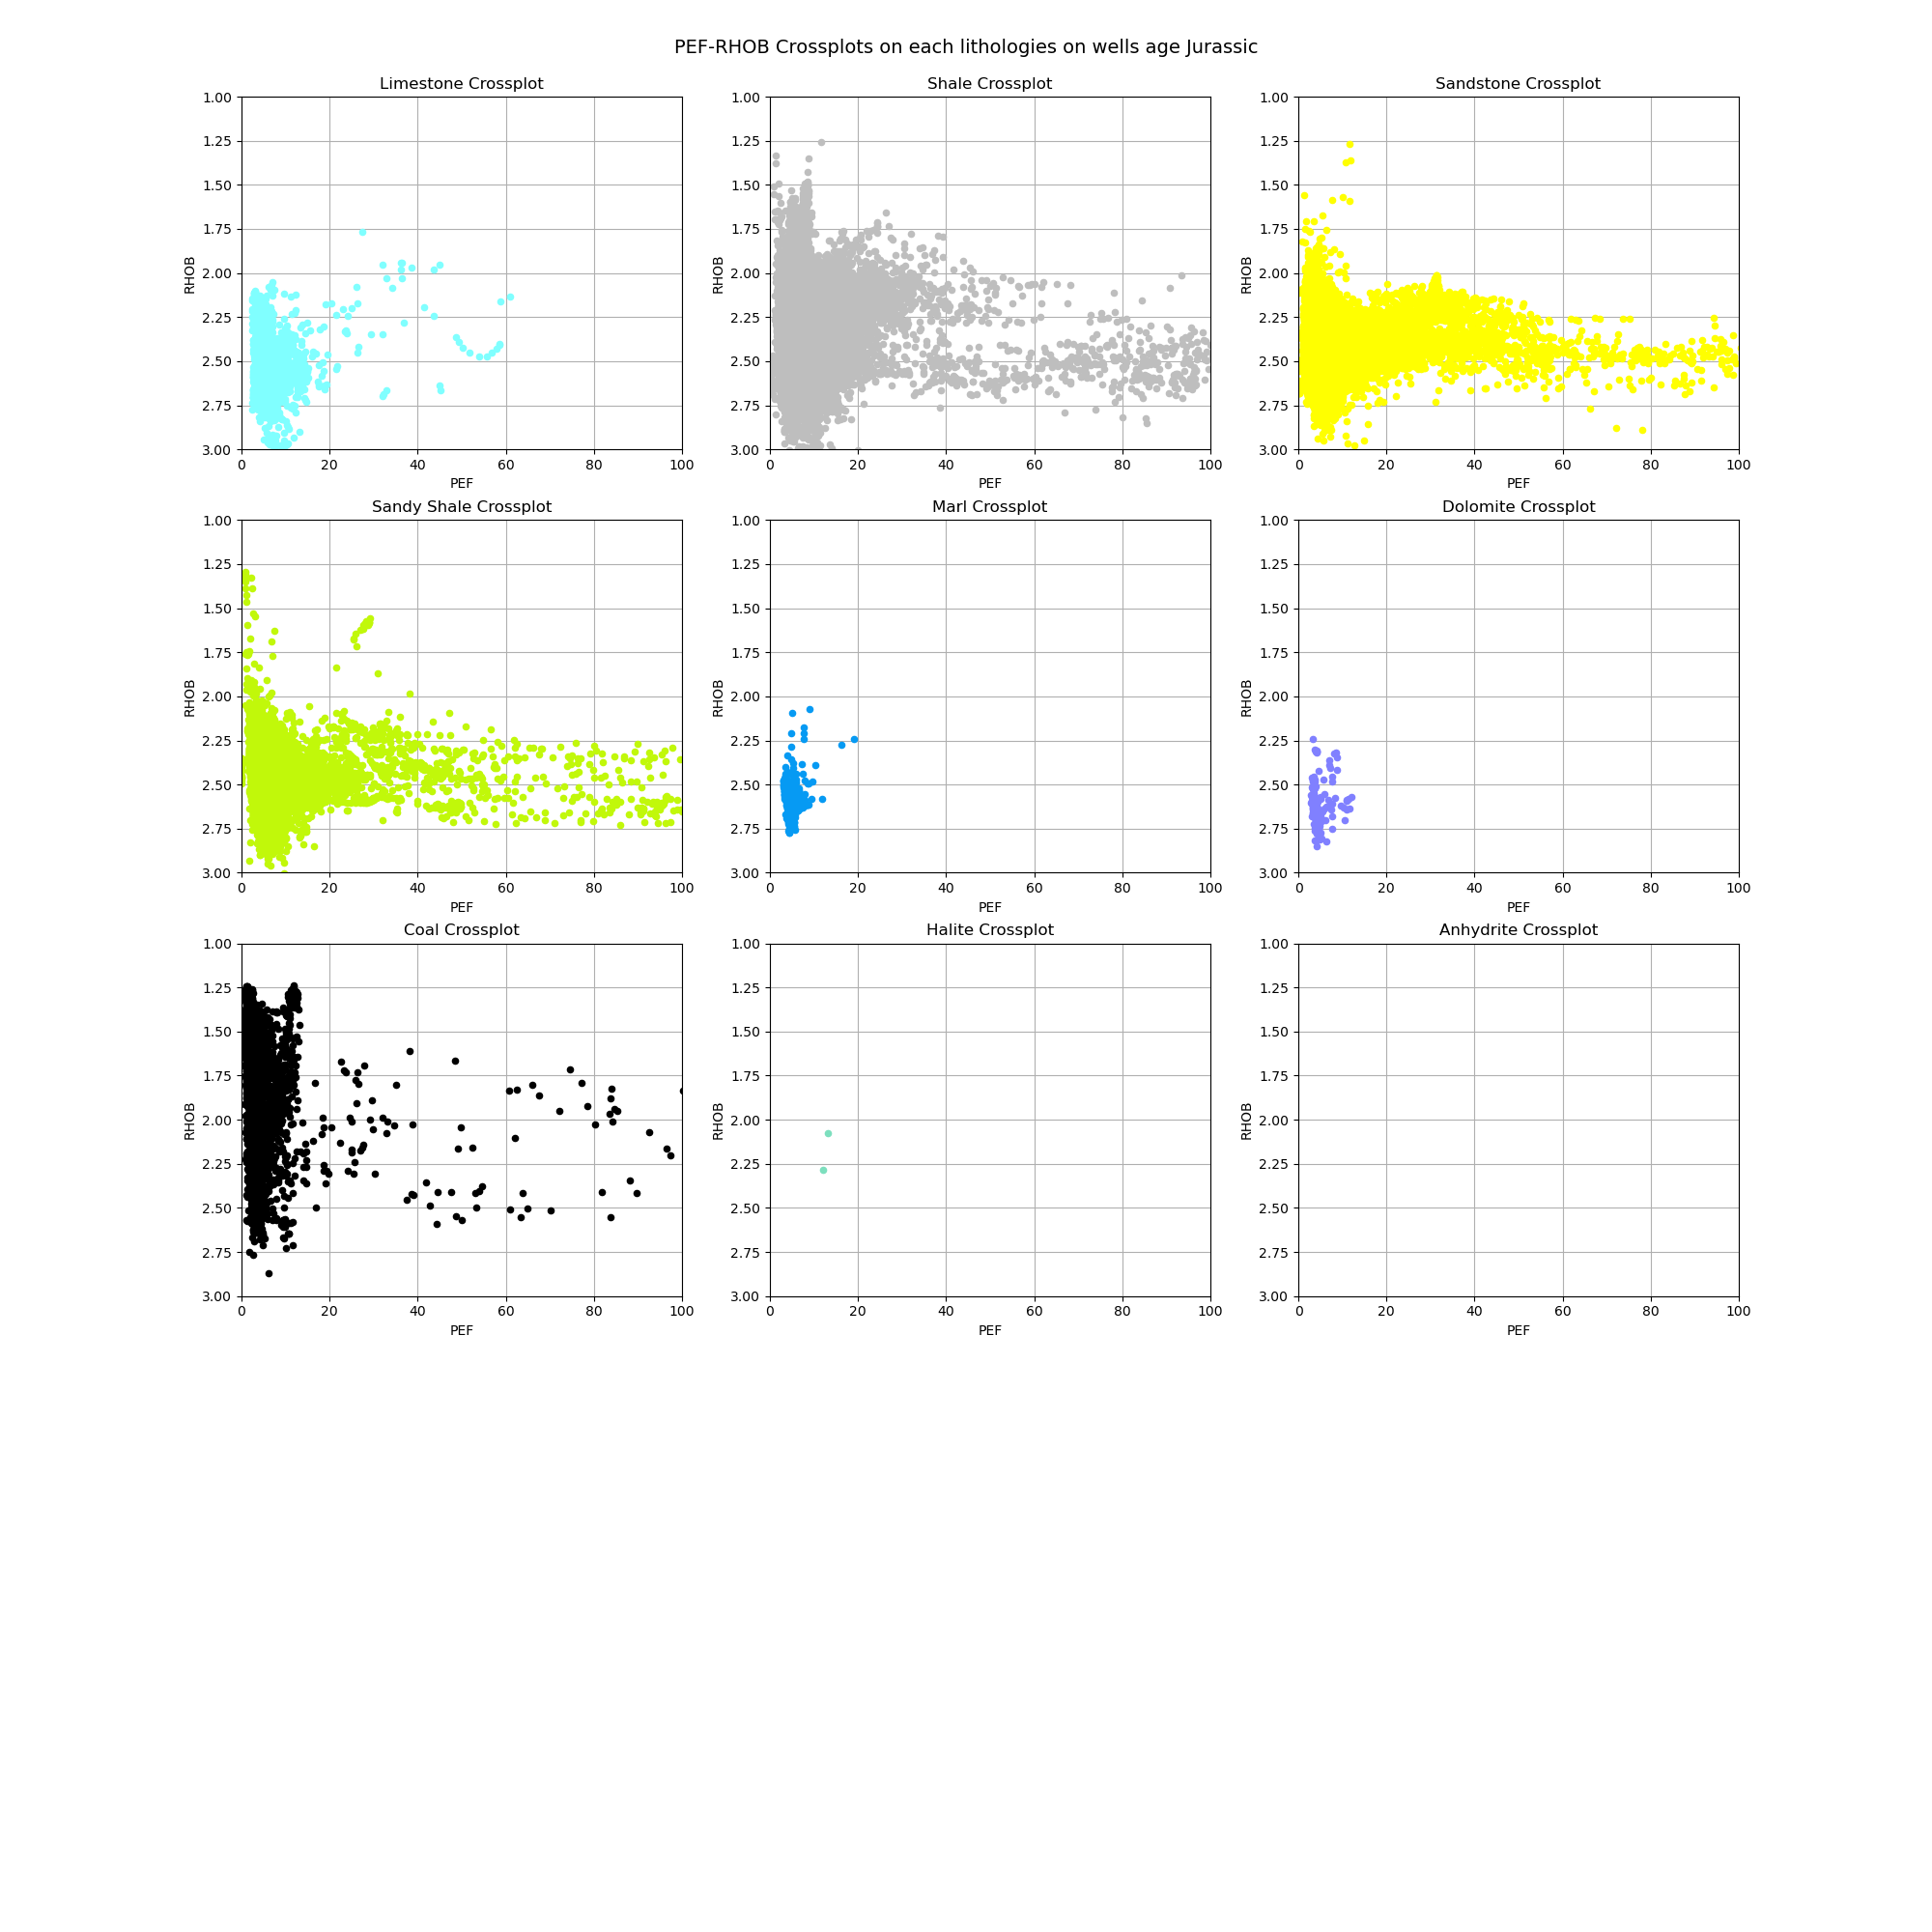 PEF-RHOB Crossplots on each lithologies on wells age Jurassic
Limestone Crossplot
1.00
1.25
1.50
1.75
2.00
2.25
2.50
2.75
3.00
RHOB
0 20 40 60 80 100
PEF
Shale Crossplot
1.00
1.25
1.50
1.75
2.00
2.25
2.50
2.75
3.00
RHOB
0 20 40 60 80 100
PEF
Sandstone Crossplot
1.00
1.25
1.50
1.75
2.00
2.25
2.50
2.75
3.00
RHOB
0 20 40 60 80 100
PEF
Sandy Shale Crossplot
1.00
1.25
1.50
1.75
2.00
2.25
2.50
2.75
3.00
RHOB
0 20 40 60 80 100
PEF
Marl Crossplot
1.00
1.25
1.50
1.75
2.00
2.25
2.50
2.75
3.00
RHOB
0 20 40 60 80 100
PEF
Dolomite Crossplot
1.00
1.25
1.50
1.75
2.00
2.25
2.50
2.75
3.00
RHOB
0 20 40 60 80 100
PEF
Coal Crossplot
1.00
1.25
1.50
1.75
2.00
2.25
2.50
2.75
3.00
RHOB
0 20 40 60 80 100
PEF
Halite Crossplot
1.00
1.25
1.50
1.75
2.00
2.25
2.50
2.75
3.00
RHOB
0 20 40 60 80 100
PEF
Anhydrite Crossplot
1.00
1.25
1.50
1.75
2.00
2.25
2.50
2.75
3.00
RHOB
0 20 40 60 80 100
PEF